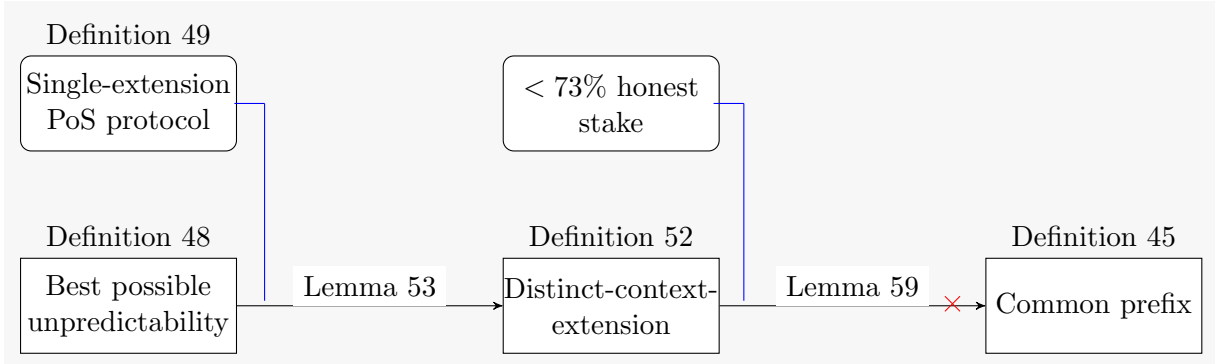 Definition 49
Single-extension
PoS protocol
< 73% honest
stake
Definition 48
Best possible
unpredictability
Lemma 53
Definition 52
Distinct-context-
extension
Lemma 59
Definition 45
Common prefix